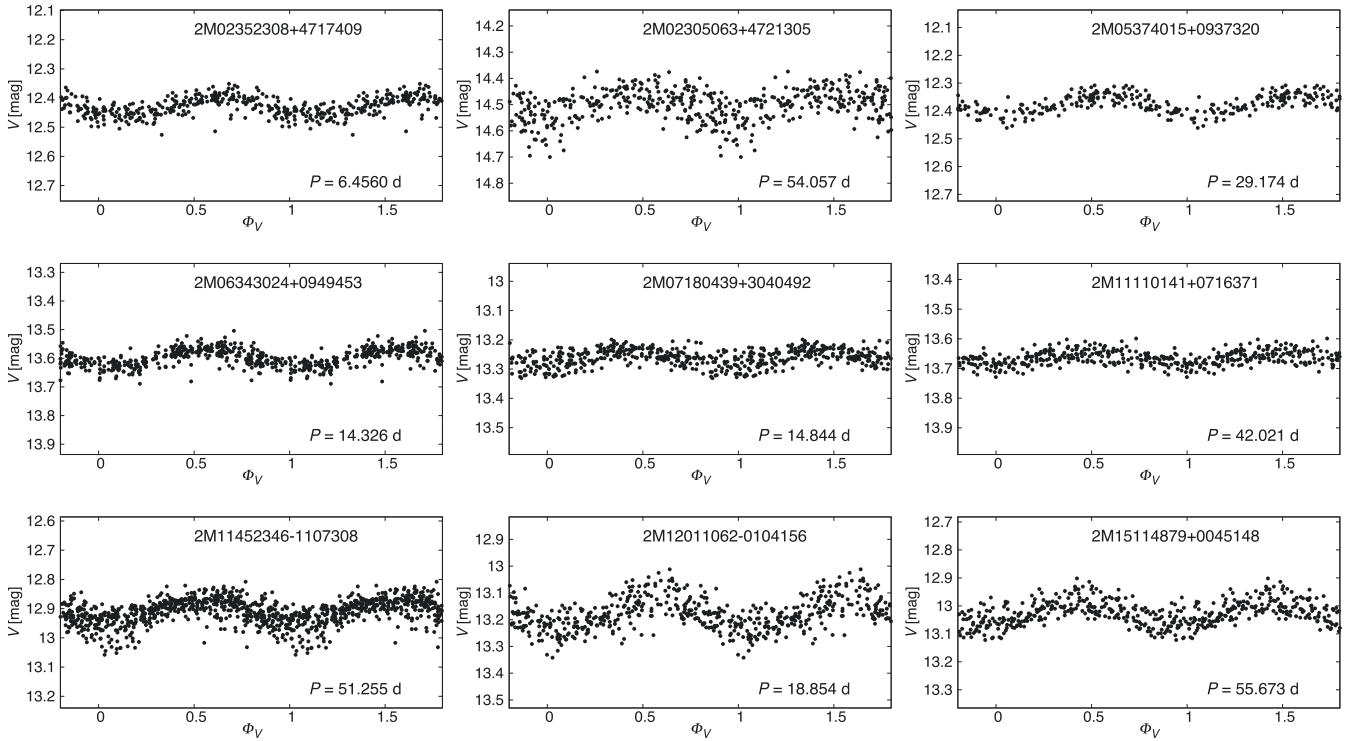 2M02352308+4717409
12.1
12.2
12.3
12.4
12.5
12.6
12.7
V [mag]
P = 6.4560 d
0 0.5 1 1.5
Φ_V
2M02305063+4721305
14.2
14.3
14.4
14.5
14.6
14.7
14.8
V [mag]
P = 54.057 d
0 0.5 1 1.5
Φ_V
2M05374015+0937320
12.1
12.2
12.3
12.4
12.5
12.6
12.7
V [mag]
P = 29.174 d
0 0.5 1 1.5
Φ_V
2M06343024+0949453
13.3
13.4
13.5
13.6
13.7
13.8
13.9
V [mag]
P = 14.326 d
0 0.5 1 1.5
Φ_V
2M07180439+3040492
13
13.1
13.2
13.3
13.4
13.5
V [mag]
P = 14.844 d
0 0.5 1 1.5
Φ_V
2M11110141+0716371
13.4
13.5
13.6
13.7
13.8
13.9
V [mag]
P = 42.021 d
0 0.5 1 1.5
Φ_V
2M11452346-1107308
12.6
12.7
12.8
12.9
13
13.1
13.2
V [mag]
P = 51.255 d
0 0.5 1 1.5
Φ_V
2M12011062-0104156
12.9
13
13.1
13.2
13.3
13.4
13.5
V [mag]
P = 18.854 d
0 0.5 1 1.5
Φ_V
2M15114879+0045148
12.7
12.8
12.9
13
13.1
13.2
13.3
V [mag]
P = 55.673 d
0 0.5 1 1.5
Φ_V